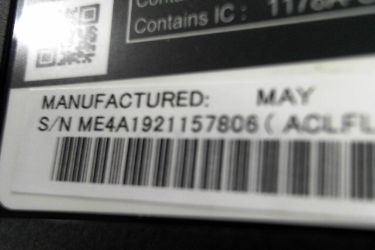 Contains IC :
MANUFACTURED: MAY
S/N ME4A1921157806 ( ACLFL